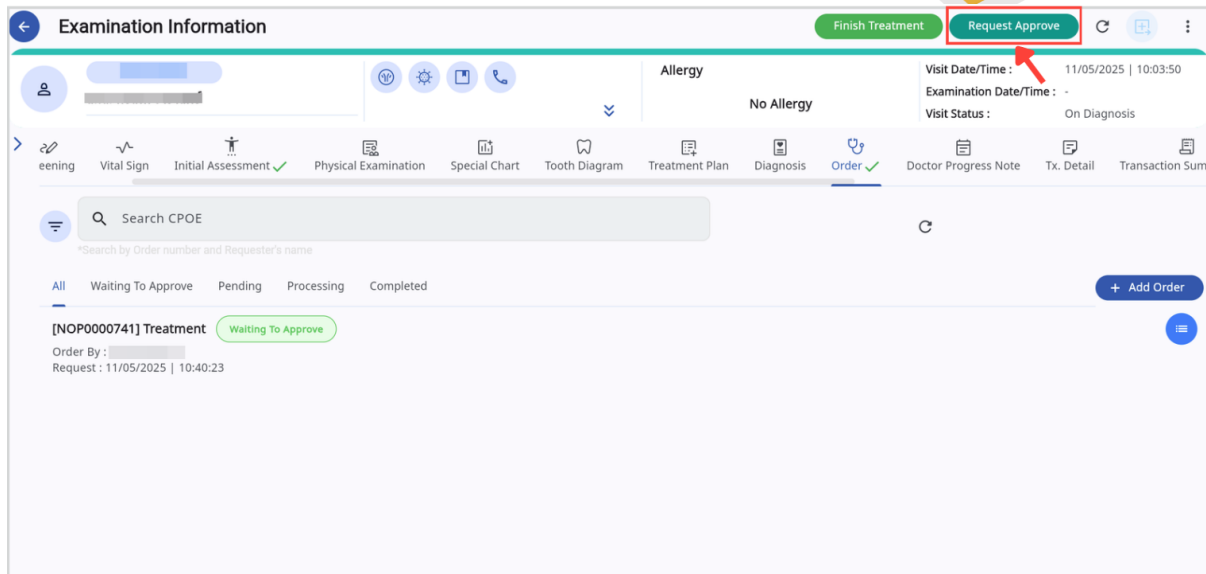 Examination Information
Finish Treatment
Request Approve
Allergy
No Allergy
Visit Date/Time : 11/05/2025 | 10:03:50
Examination Date/Time : -
Visit Status : On Diagnosis
eening
Vital Sign
Initial Assessment
Physical Examination
Special Chart
Tooth Diagram
Treatment Plan
Diagnosis
Order
Doctor Progress Note
Tx. Detail
Transaction Sum
Search CPOE
*Search by Order number and Requester's name
All
Waiting To Approve
Pending
Processing
Completed
+ Add Order
[NOP0000741] Treatment
Waiting To Approve
Order By :
Request : 11/05/2025 | 10:40:23